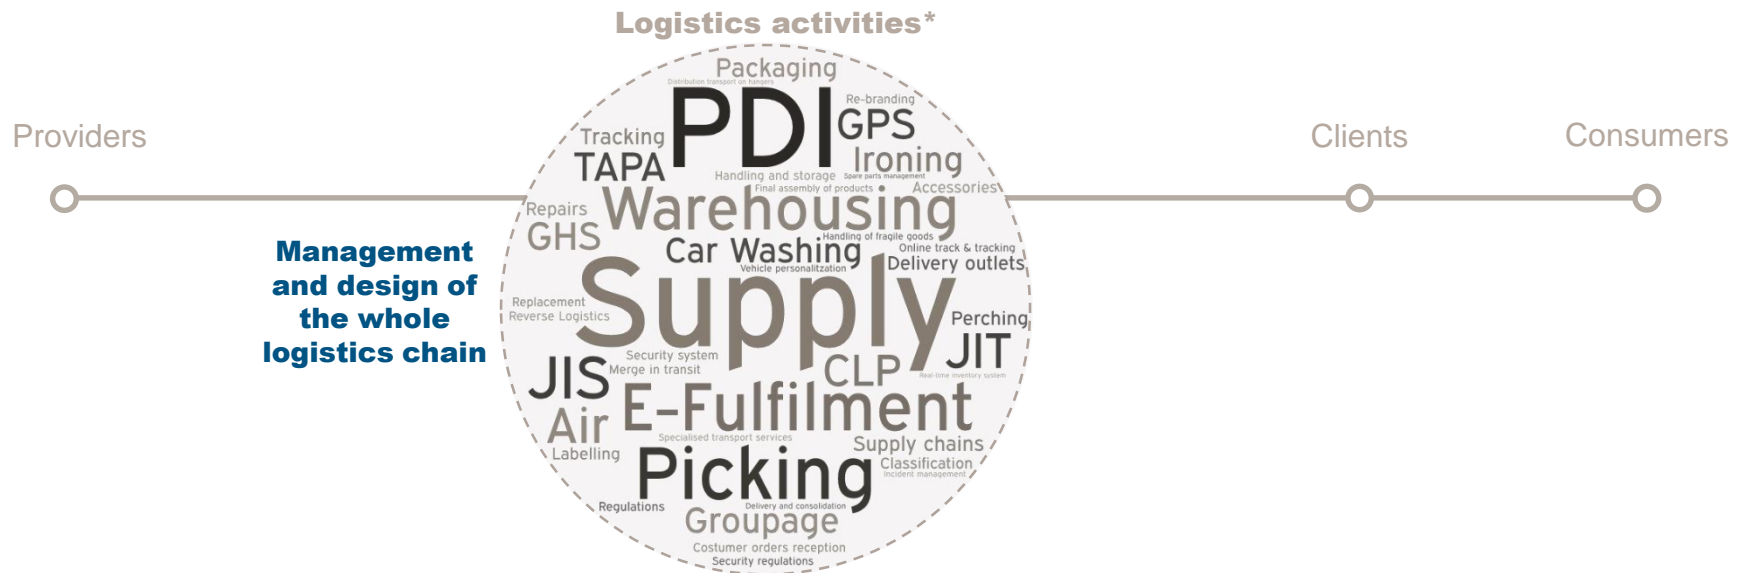 Logistics activities*
Packaging
Distribution transport on hangers
PDI
Re-branding
GPS
Providers
Tracking
Clients
Consumers
TAPA
Ironing
Handling and storage
Spare parts management
Final assembly of products
Accessories
Repairs
Warehousing
GHS
Handling of fragile goods
Car Washing
Online track & tracking
Management
and design of
the whole
logistics chain
Vehicle personalitzation
Delivery outlets
Supply
Replacement
Reverse Logistics
Perching
Security system
JIT
Merge in transit
CLP
JIS
Real-time inventory system
E-Fulfilment
Air
Specialised transport services
Supply chains
Labelling
Picking
Classification
Incident management
Regulations
Delivery and consolidation
Groupage
Costumer orders reception
Security regulations